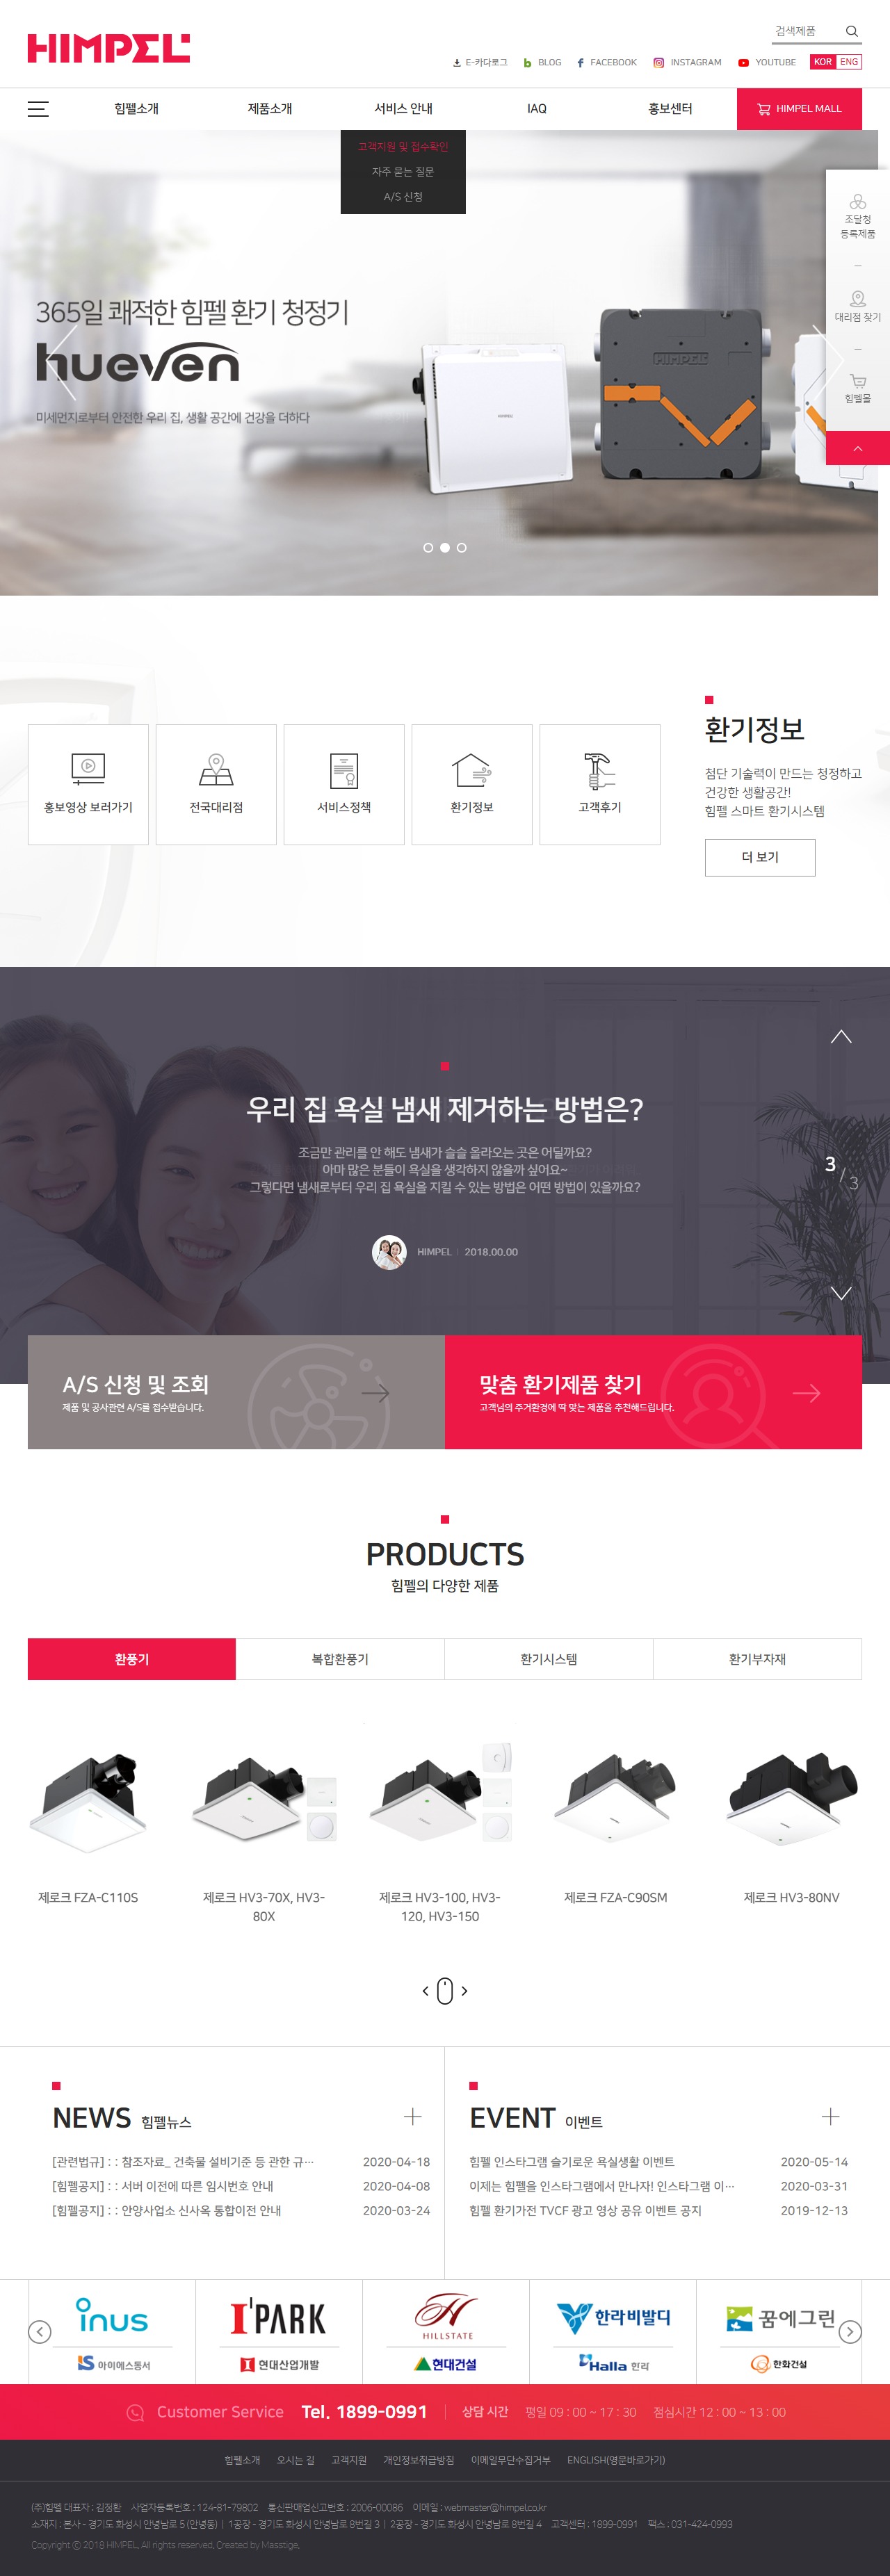 HIMPEL
검색제품
E-카다로그 BLOG FACEBOOK INSTAGRAM YOUTUBE KOR ENG
힘펠소개 제품소개 서비스 안내 IAQ 홍보센터 HIMPEL MALL
고객지원 및 접수확인
자주 묻는 질문
A/S 신청
조달청
등록제품
대리점 찾기
힘펠몰
365일 쾌적한 힘펠 환기 청정기
hueven
미세먼지로부터 안전한 우리 집, 생활 공간에 건강을 더하다
HIMPEL
환기정보
첨단 기술력이 만드는 청정하고
건강한 생활공간!
힘펠 스마트 환기시스템
더 보기
홍보영상 보러가기 전국대리점 서비스정책 환기정보 고객후기
우리 집 욕실 냄새 제거하는 방법은?
조금만 관리를 안 해도 냄새가 슬슬 올라오는 곳은 어딜까요?
아마 많은 분들이 욕실을 생각하지 않을까 싶어요~
그렇다면 냄새로부터 우리 집 욕실을 지킬 수 있는 방법은 어떤 방법이 있을까요?
3 / 3
HIMPEL | 2018.00.00
A/S 신청 및 조회
제품 및 공사관련 A/S를 접수받습니다.
맞춤 환기제품 찾기
고객님의 주거환경에 딱 맞는 제품을 추천해드립니다.
PRODUCTS
힘펠의 다양한 제품
환풍기 복합환풍기 환기시스템 환기부자재
제로크 FZA-C110S
제로크 HV3-70X, HV3-
80X
제로크 HV3-100, HV3-
120, HV3-150
제로크 FZA-C90SM
제로크 HV3-80NV
NEWS 힘펠뉴스
[관련법규] : : 참조자료_ 건축물 설비기준 등 관한 규… 2020-04-18
[힘펠공지] : : 서버 이전에 따른 임시번호 안내 2020-04-08
[힘펠공지] : : 안양사업소 신사옥 통합이전 안내 2020-03-24
EVENT 이벤트
힘펠 인스타그램 슬기로운 욕실생활 이벤트 2020-05-14
이제는 힘펠을 인스타그램에서 만나자! 인스타그램 이… 2020-03-31
힘펠 환기가전 TVCF 광고 영상 공유 이벤트 공지 2019-12-13
inus
아이에스동서
I'PARK
현대산업개발
H
HILLSTATE
현대건설
한라비발디
Halla 한라
꿈에그린
한화건설
Customer Service Tel. 1899-0991 상담 시간 평일 09 : 00 ~ 17 : 30 점심시간 12 : 00 ~ 13 : 00
힘펠소개 오시는 길 고객지원 개인정보취급방침 이메일무단수집거부 ENGLISH(영문바로가기)
(주)힘펠 대표자 : 김정환 사업자등록번호 : 124-81-79802 통신판매업신고번호 : 2006-00086 이메일 : webmaster@himpel.co.kr
소재지 : 본사 - 경기도 화성시 안녕남로 5 (안녕동) | 1공장 - 경기도 화성시 안녕남로 8번길 3 | 2공장 - 경기도 화성시 안녕남로 8번길 4 고객센터 : 1899-0991 팩스 : 031-424-0993
Copyright ⓒ 2018 HIMPEL. All rights reserved. Created by Masstige.